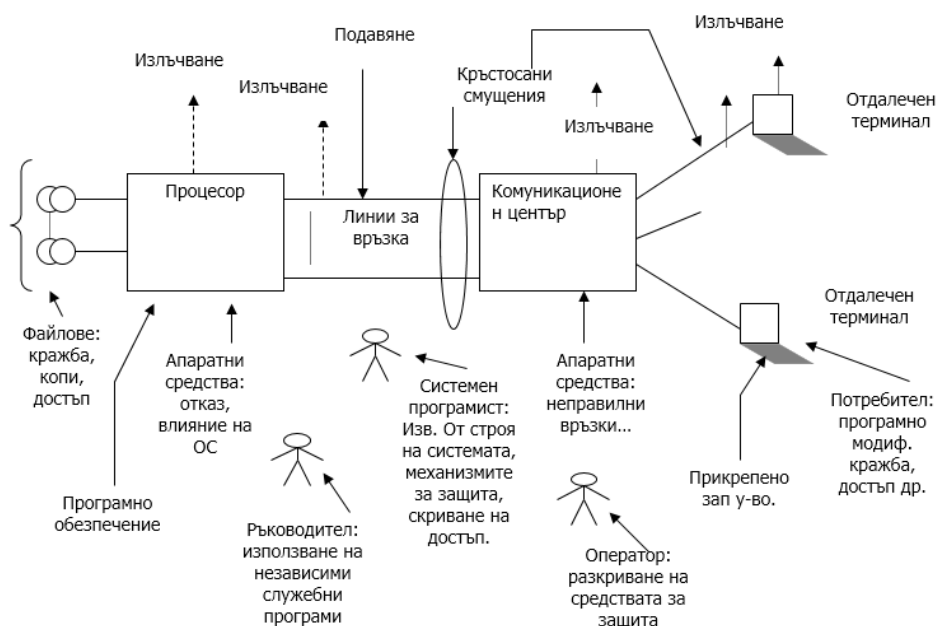 Излъчване
Подавяне
Излъчване
Излъчване
Кръстосани
смущения
Излъчване
Отдалечен
терминал
Процесор
Линии за
връзка
Комуникационе
н център
Файлове:
кражба,
копи,
достъп
Апаратни
средства:
отказ,
влияние на
ОС
Програмно
обезпечение
Системен
програмист:
Изв. От строя
на системата,
механизмите
за защита,
скриване на
достъп.
Ръководител:
използване на
независими
служебни
програми
Апаратни
средства:
неправилни
връзки...
Оператор:
разкриване на
средствата за
защита
Отдалечен
терминал
Прикрепено
зап у-во.
Потребител:
програмно
модиф.
кражба,
достъп др.